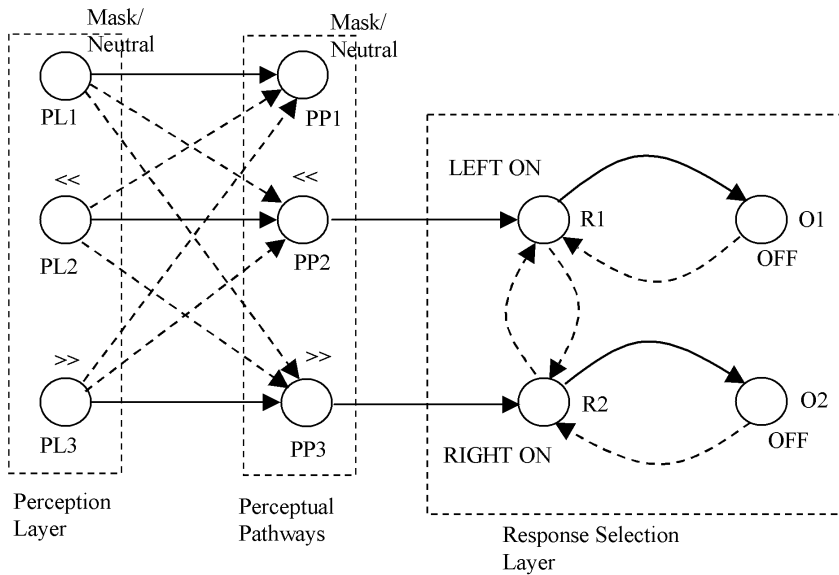 Mask/
Neutral
Mask/
Neutral
PL1
PP1
<<
<<
LEFT ON
R1
O1
PL2
PP2
OFF
>>
>>
R2
O2
PL3
PP3
RIGHT ON
OFF
Perception
Layer
Perceptual
Pathways
Response Selection
Layer